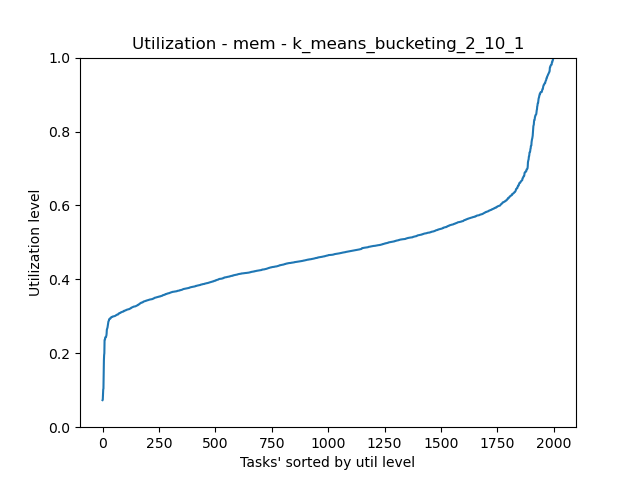 Utilization - mem - k_means_bucketing_2_10_1
1.0
0.8
0.6
0.4
0.2
0.0
Utilization level
0 250 500 750 1000 1250 1500 1750 2000
Tasks' sorted by util level